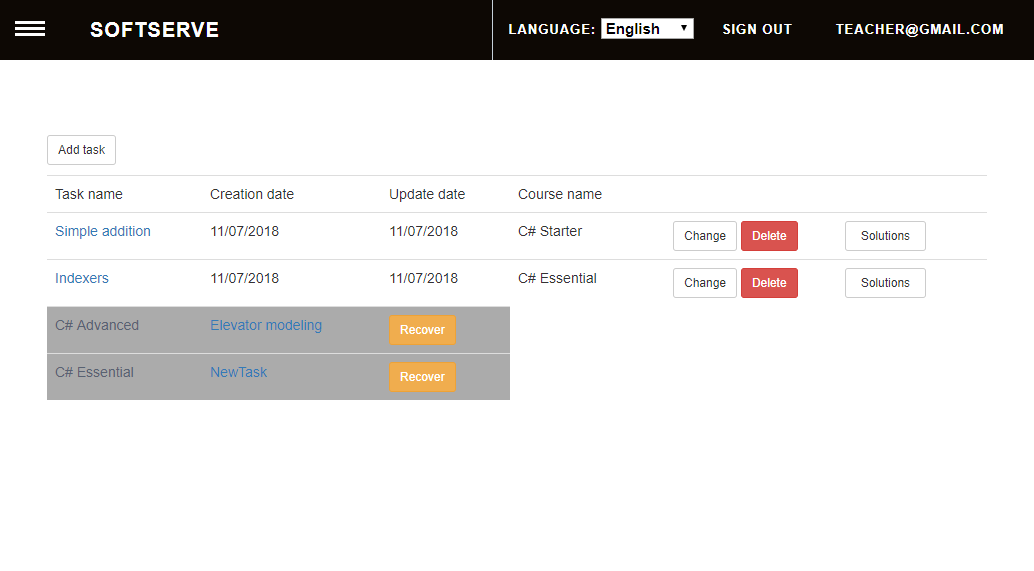 SOFTSERVE LANGUAGE: English SIGN OUT TEACHER@GMAIL.COM
Add task
Task name Creation date Update date Course name
Simple addition 11/07/2018 11/07/2018 C# Starter Change Delete Solutions
Indexers 11/07/2018 11/07/2018 C# Essential Change Delete Solutions
C# Advanced Elevator modeling Recover
C# Essential NewTask Recover